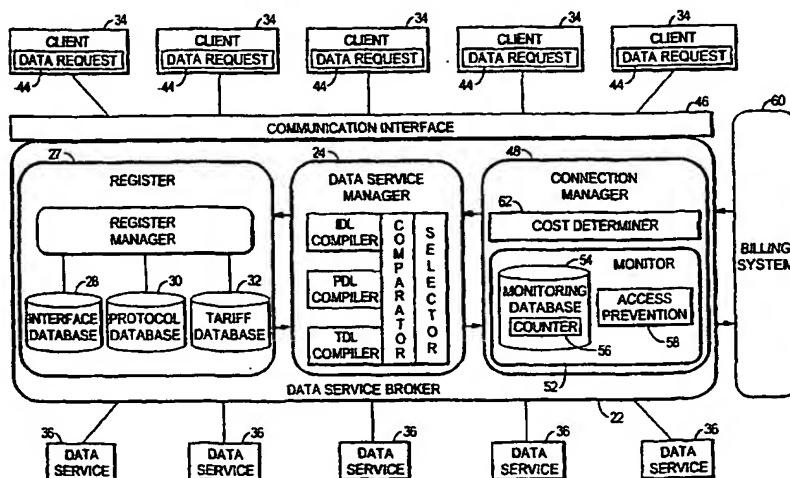 34 34 34 34 34
CLIENT CLIENT CLIENT CLIENT CLIENT
DATA REQUEST DATA REQUEST DATA REQUEST DATA REQUEST DATA REQUEST
44 44 44 44 44
46
60
COMMUNICATION INTERFACE
27 24 48
REGISTER
DATA SERVICE MANAGER
CONNECTION MANAGER
REGISTER MANAGER
62
COST DETERMINER
IDL COMPILER
PDL COMPILER
TDL COMPILER
COMPARATOR
SELECTOR
28 30 32
INTERFACE DATABASE
PROTOCOL DATABASE
TARIFF DATABASE
54
MONITOR
MONITORING DATABASE
COUNTER
ACCESS PREVENTION
56 58
52
BILLING SYSTEM
DATA SERVICE BROKER
22
36 36 36 36 36
DATA SERVICE DATA SERVICE DATA SERVICE DATA SERVICE DATA SERVICE